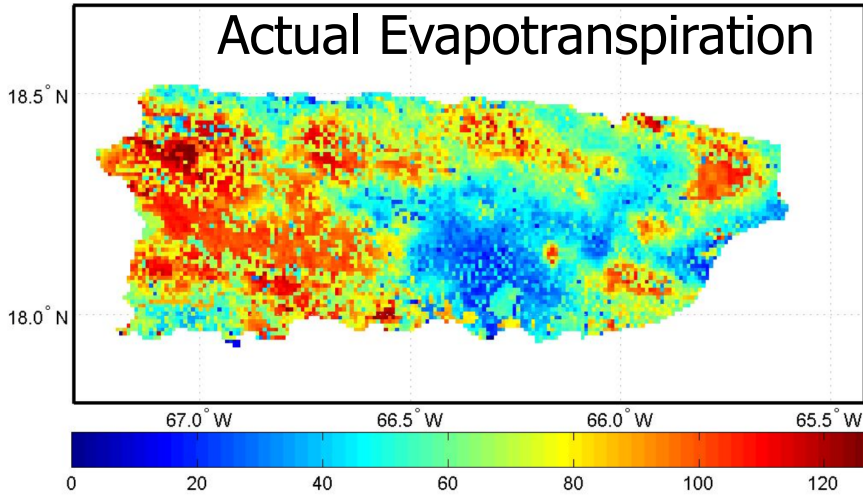 Actual Evapotranspiration
18.5° N
18.0° N
67.0° W 66.5° W 66.0° W 65.5° W
0 20 40 60 80 100 120